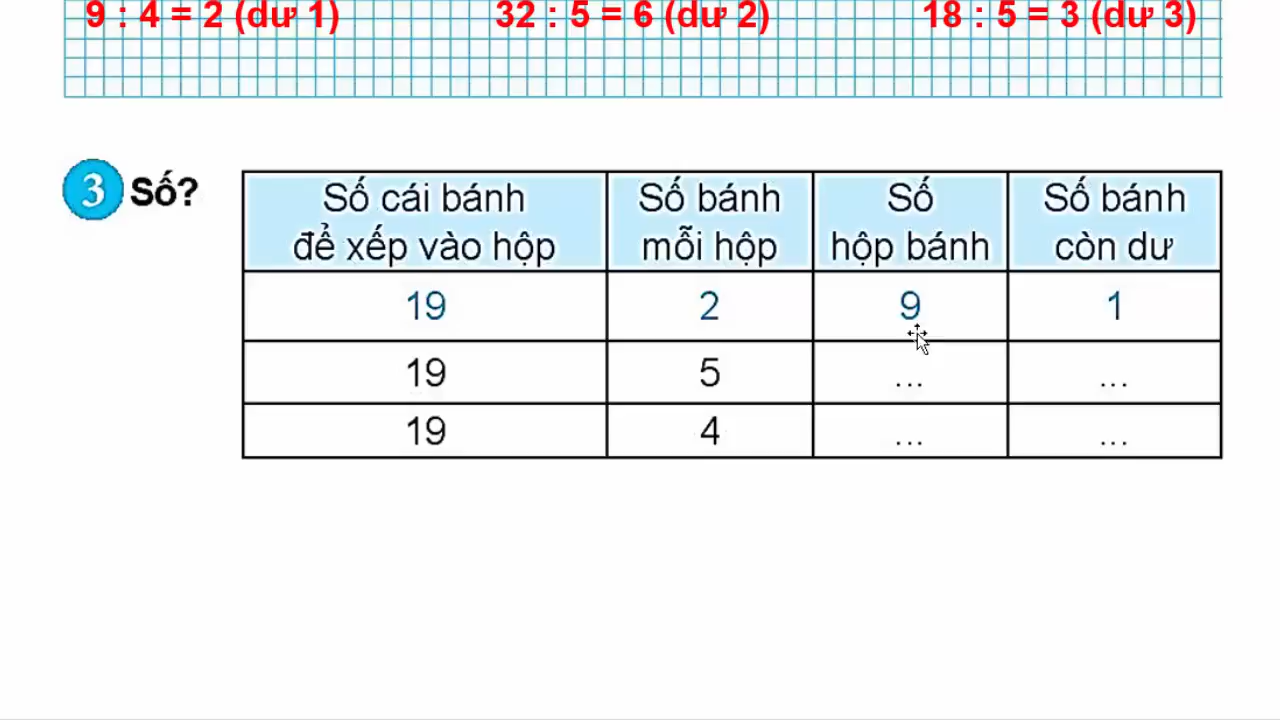 9 : 4 = 2 (dư 1) 32 : 5 = 6 (dư 2) 18 : 5 = 3 (dư 3)
3 Số?
Số cái bánh để xếp vào hộp
Số bánh mỗi hộp
Số hộp bánh
Số bánh còn dư
19 2 9 1
19 5 ... ...
19 4 ... ...